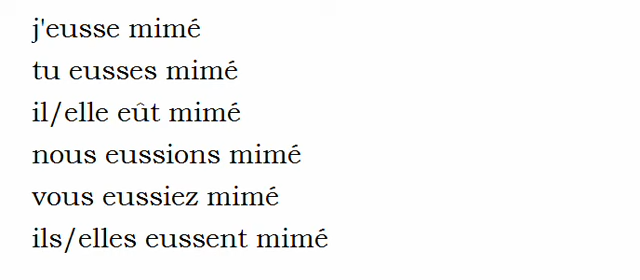 j'eusse mimé
tu eusses mimé
il/elle eût mimé
nous eussions mimé
vous eussiez mimé
ils/elles eussent mimé